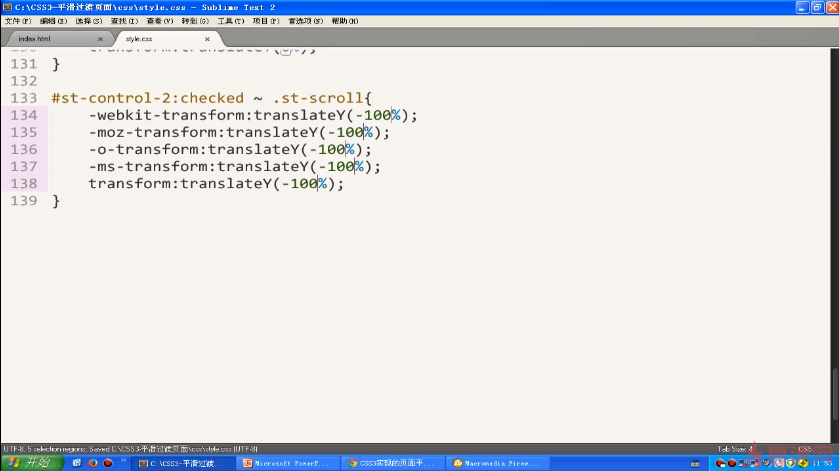 C:\CSS3-平滑过渡页面\css\style.css - Sublime Text 2
文件(F) 编辑(E) 选择(S) 查找(I) 查看(V) 转到(G) 工具(T) 项目(P) 首选项(N) 帮助(H)
index.html × style.css ×
130 transform:translateY(0%);
131 }
132
133 #st-control-2:checked ~ .st-scroll{
134 -webkit-transform:translateY(-100%);
135 -moz-transform:translateY(-100%);
136 -o-transform:translateY(-100%);
137 -ms-transform:translateY(-100%);
138 transform:translateY(-100%);
139 }
UTF-8, 5 selection regions; Saved C:\CSS3-平滑过渡页面\css\style.css (UTF-8) Tab Size: 4 CSS
开始 C:\CSS3-平滑过渡... Microsoft PowerP... CSS3实现的页面平... Macromedia Firew... 11:53